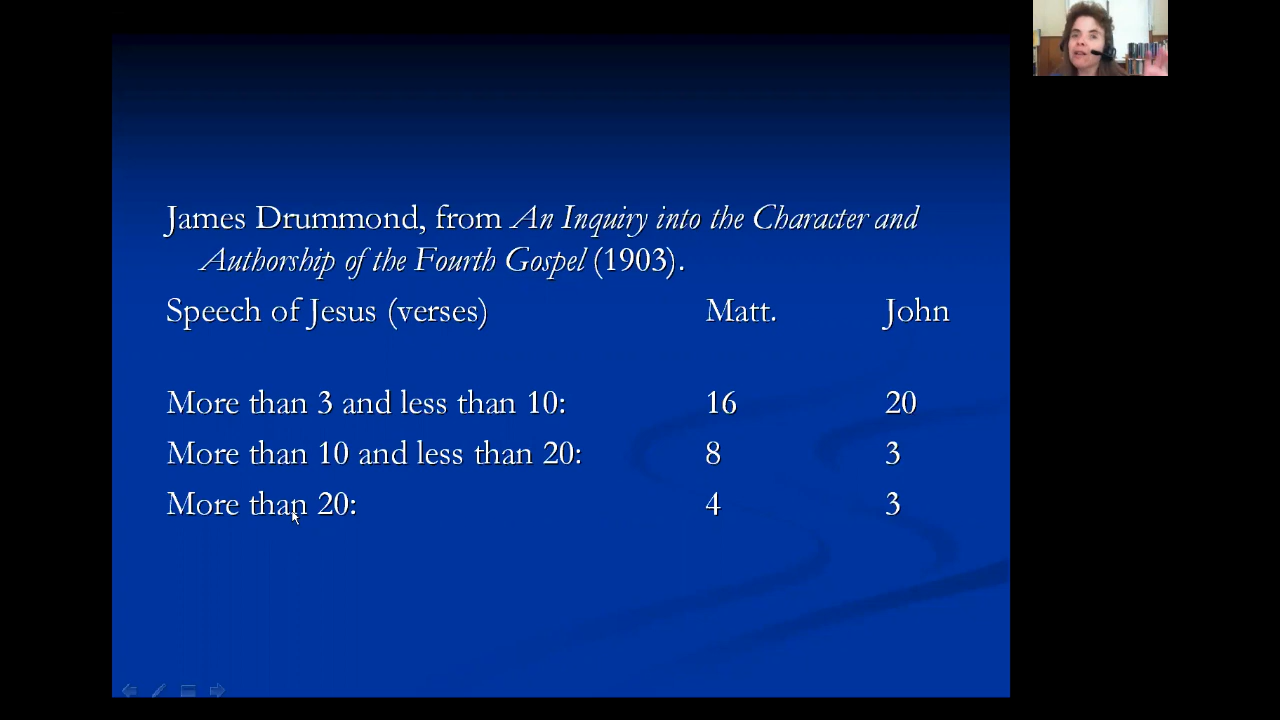 James Drummond, from An Inquiry into the Character and
Authorship of the Fourth Gospel (1903).
Speech of Jesus (verses) Matt. John
More than 3 and less than 10: 16 20
More than 10 and less than 20: 8 3
More than 20: 4 3